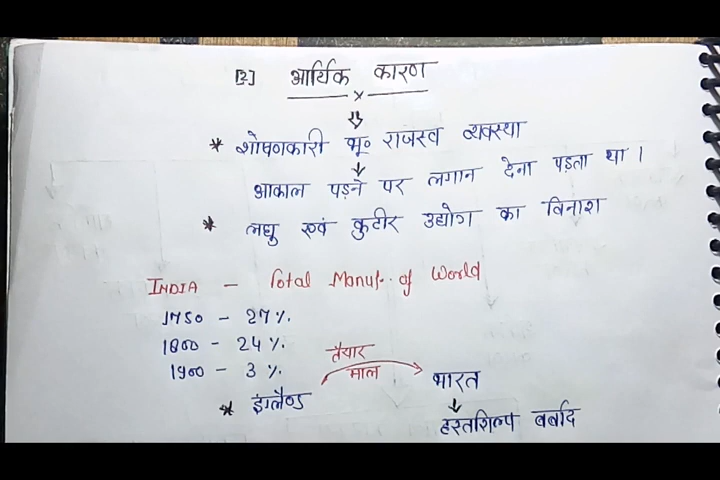 [2] आर्थिक कारण
* शोषणकारी भू० राजस्व व्यवस्था
आकाल पड़ने पर लगान देना पड़ता था।
* लघु एवं कुटीर उद्योग का विनाश
INDIA - Total Manuf. of World
1750 - 27%.
1800 - 24%.
1900 - 3%.
तैयार
माल
* इंग्लैण्ड
भारत
हस्तशिल्प बर्बाद